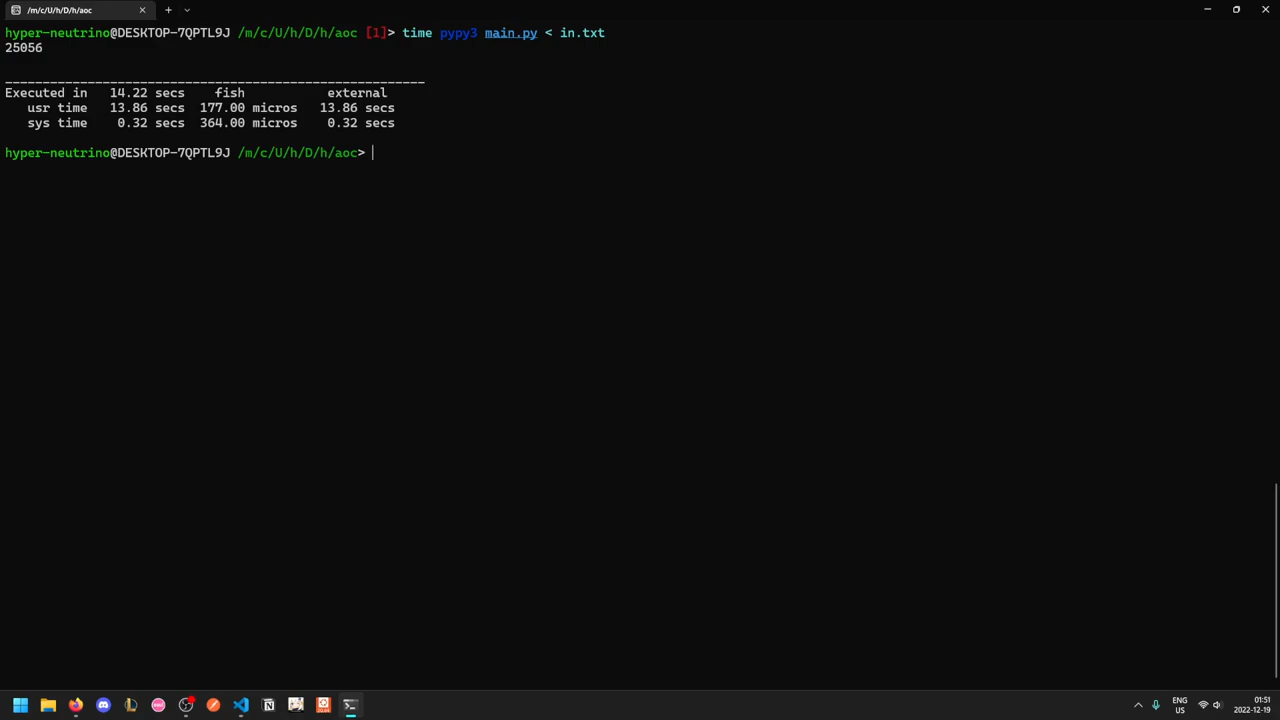 /m/c/U/h/D/h/aoc
hyper-neutrino@DESKTOP-7QPTL9J /m/c/U/h/D/h/aoc [1]> time pypy3 main.py < in.txt
25056
________________________________________________________
Executed in   14.22 secs    fish           external
   usr time   13.86 secs  177.00 micros   13.86 secs
   sys time    0.32 secs  364.00 micros    0.32 secs
hyper-neutrino@DESKTOP-7QPTL9J /m/c/U/h/D/h/aoc>
ENG
US
01:51
2022-12-19